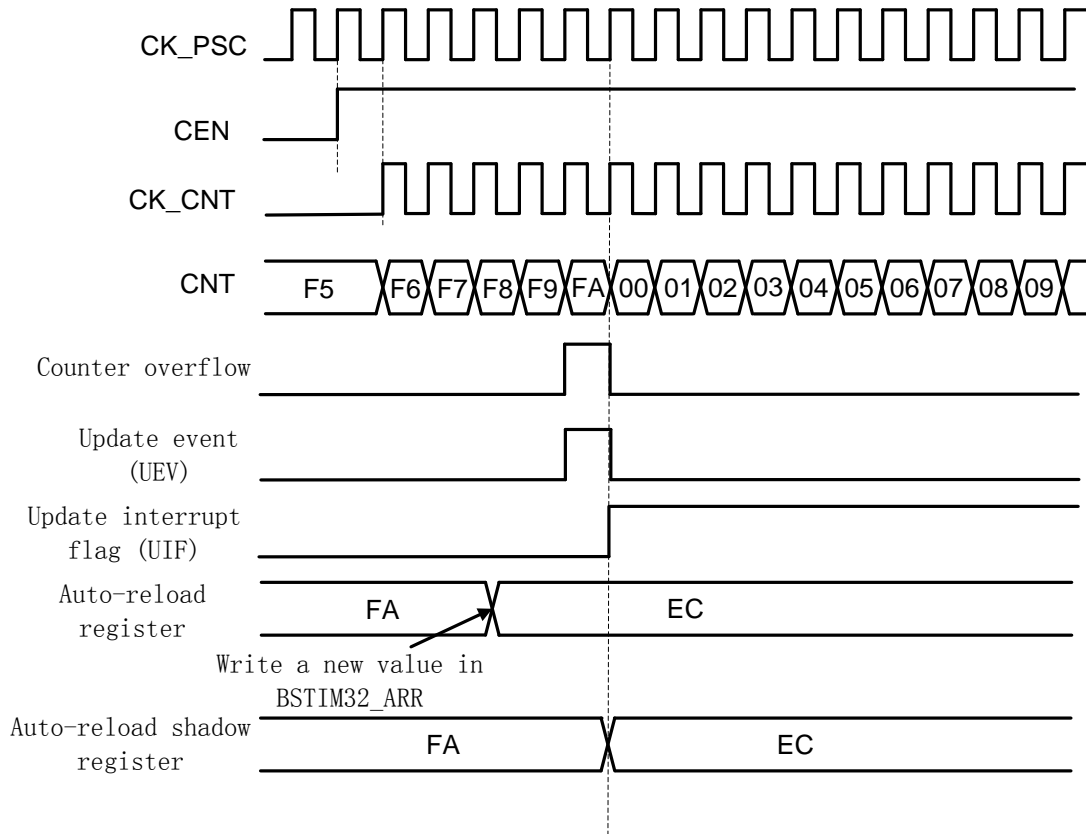 CK_PSC
CEN
CK_CNT
CNT
F5 F6 F7 F8 F9 FA 00 01 02 03 04 05 06 07 08 09
Counter overflow
Update event
(UEV)
Update interrupt
flag (UIF)
Auto-reload
register
FA
EC
Write a new value in
BSTIM32_ARR
Auto-reload shadow
register
FA
EC